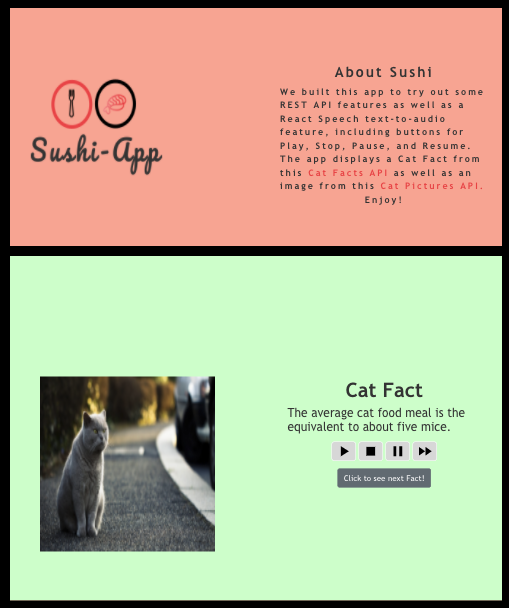 Sushi-App
About Sushi
We built this app to try out some
REST API features as well as a
React Speech text-to-audio
feature, including buttons for
Play, Stop, Pause, and Resume.
The app displays a Cat Fact from
this Cat Facts API as well as an
image from this Cat Pictures API.
Enjoy!
Cat Fact
The average cat food meal is the
equivalent to about five mice.
Click to see next Fact!